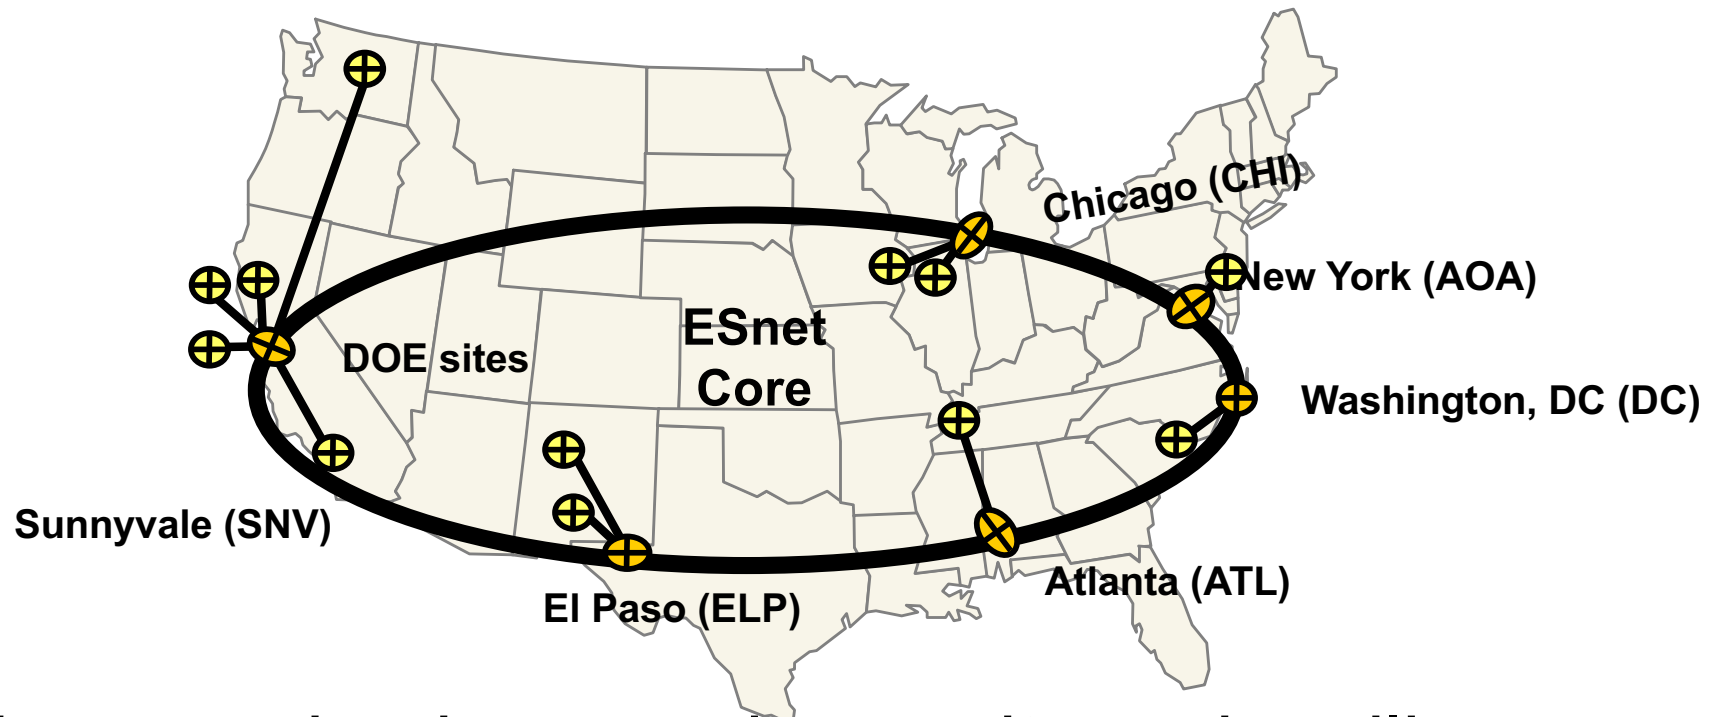 Chicago (CHI)
New York (AOA)
ESnet
Core
DOE sites
Washington, DC (DC)
Sunnyvale (SNV)
Atlanta (ATL)
El Paso (ELP)